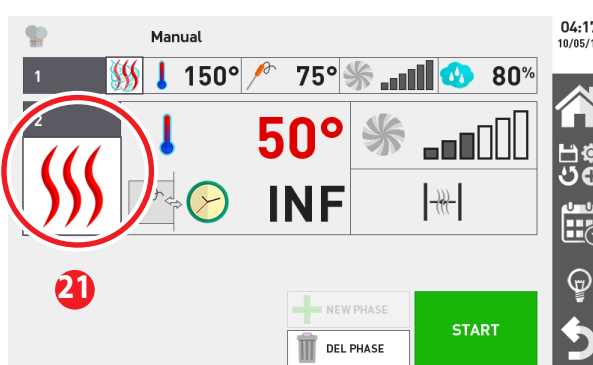 Manual
04:17
10/05/1
1
150°
75°
80%
2
50°
INF
21
NEW PHASE
START
DEL PHASE